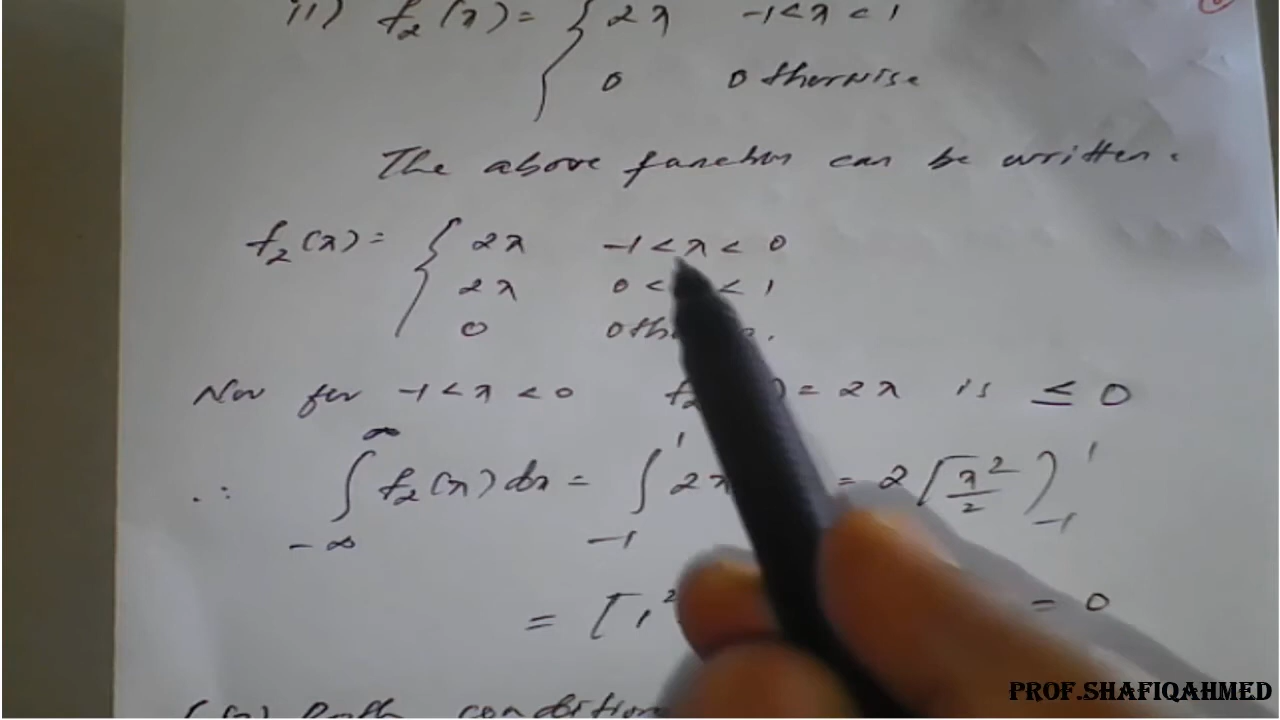 ii) f₂(x) = { 2x -1 < x < 1
0 otherwise
The above function can be written.
f₂(x) = { 2x -1 < x < 0
2x 0 < < 1
0 oth
Now for -1 < x < 0 f₂ ) = 2x is ≤ 0
∴ ∫_{-∞}^{∞} f₂(x) dx = ∫_{-1}^{1} 2x = 2 [x²/2]_{-1}^{1}
= [1² = 0
condition
PROF.SHAFIQAHMED